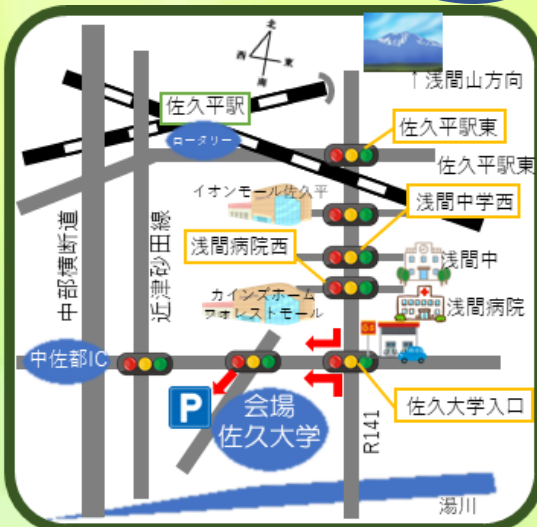 北
西
東
南
↑浅間山方向
佐久平駅
ロータリー
佐久平駅東
佐久平駅東
イオンモール佐久平
浅間中学西
浅間病院西
浅間中
カインズホーム
フォレストモール
浅間病院
中部横断道
近津砂田線
GS
中佐都IC
P
会場
佐久大学
佐久大学入口
R141
湯川